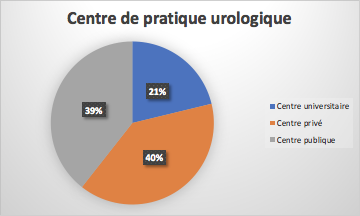 Centre de pratique urologique
21%
39%
40%
Centre universitaire
Centre privé
Centre publique